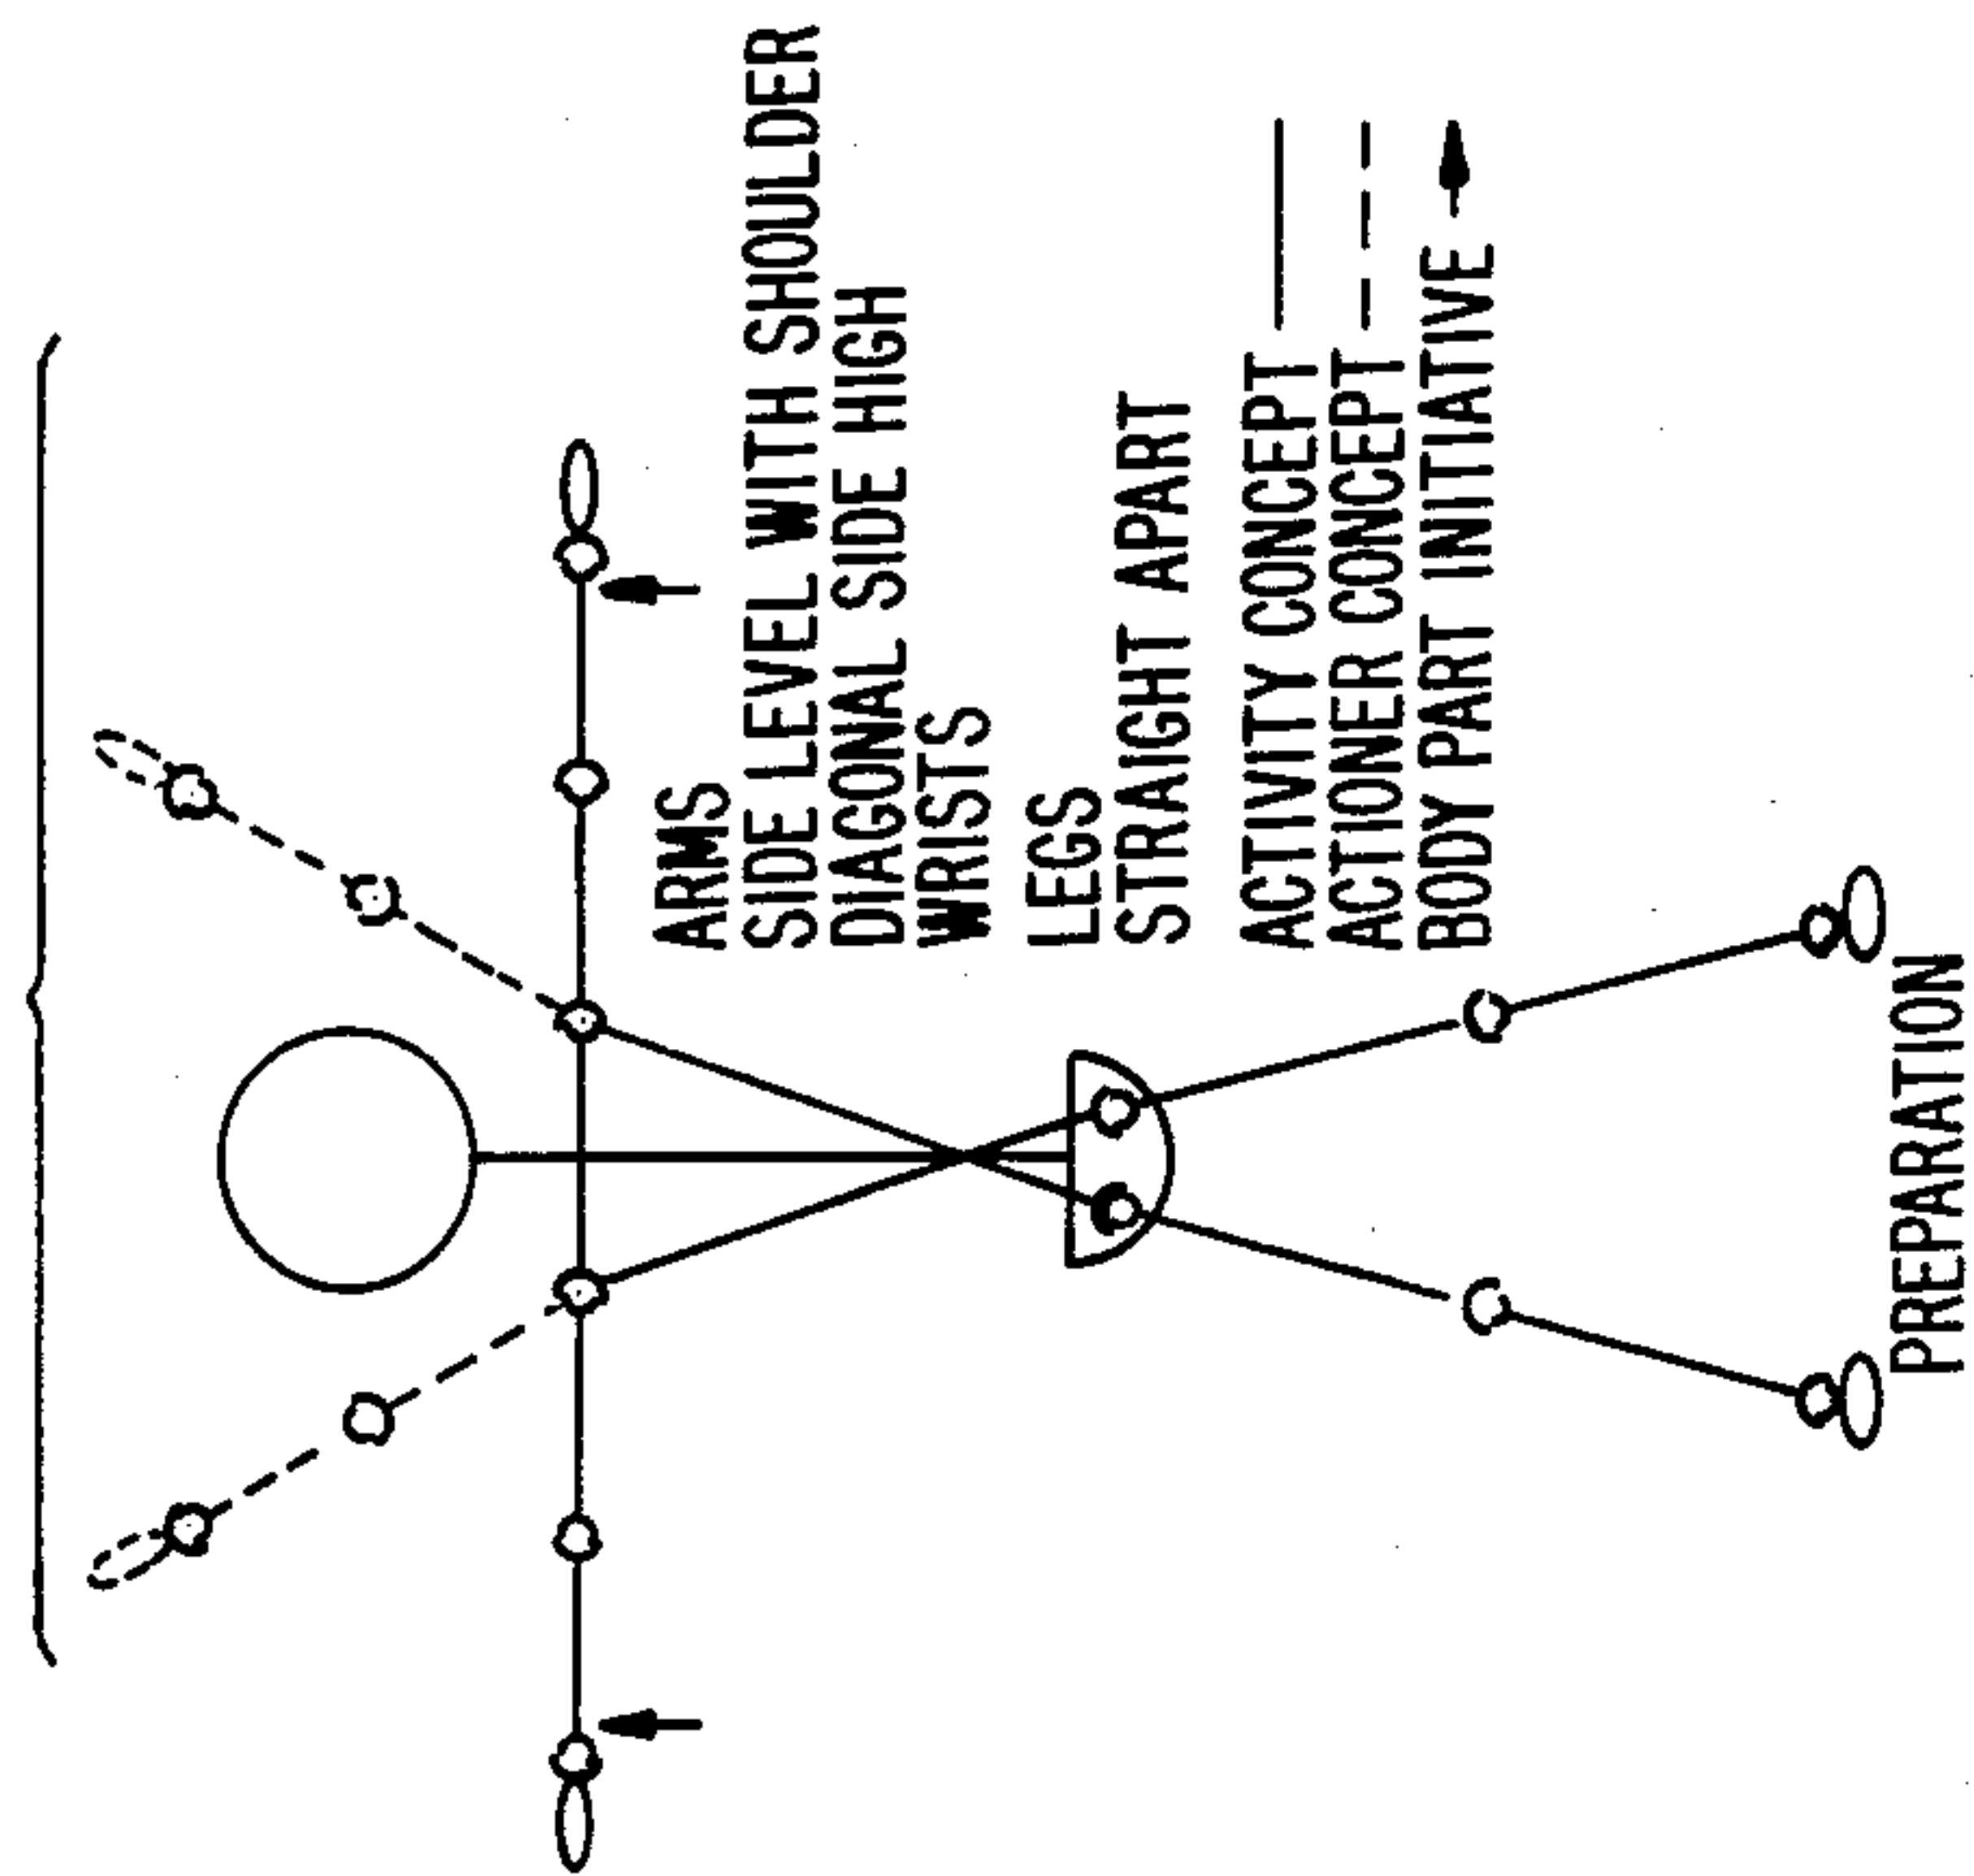 ARMS
SIDE LEVEL WITH SHOULDER
DIAGONAL SIDE HIGH
WRISTS
LEGS
STRAIGHT APART
ACTIVITY CONCEPT
ACTIONER CONCEPT
BODY PART INITIATIVE
PREPARATION